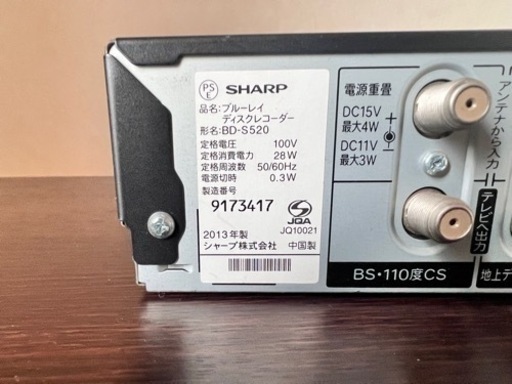 PS
E
SHARP
品名:ブルーレイ
ディスクレコーダー
形名:BD-S520
定格電圧 100V
定格消費電力 28W
定格周波数 50/60Hz
電源切時 0.3W
製造番号
9173417
JQA
JQ10021
2013年製
シャープ株式会社 中国製
電源重畳
DC15V
最大4W
DC11V
最大3W
BS・110度CS
アンテナから入力
テレビへ出力
地上デ